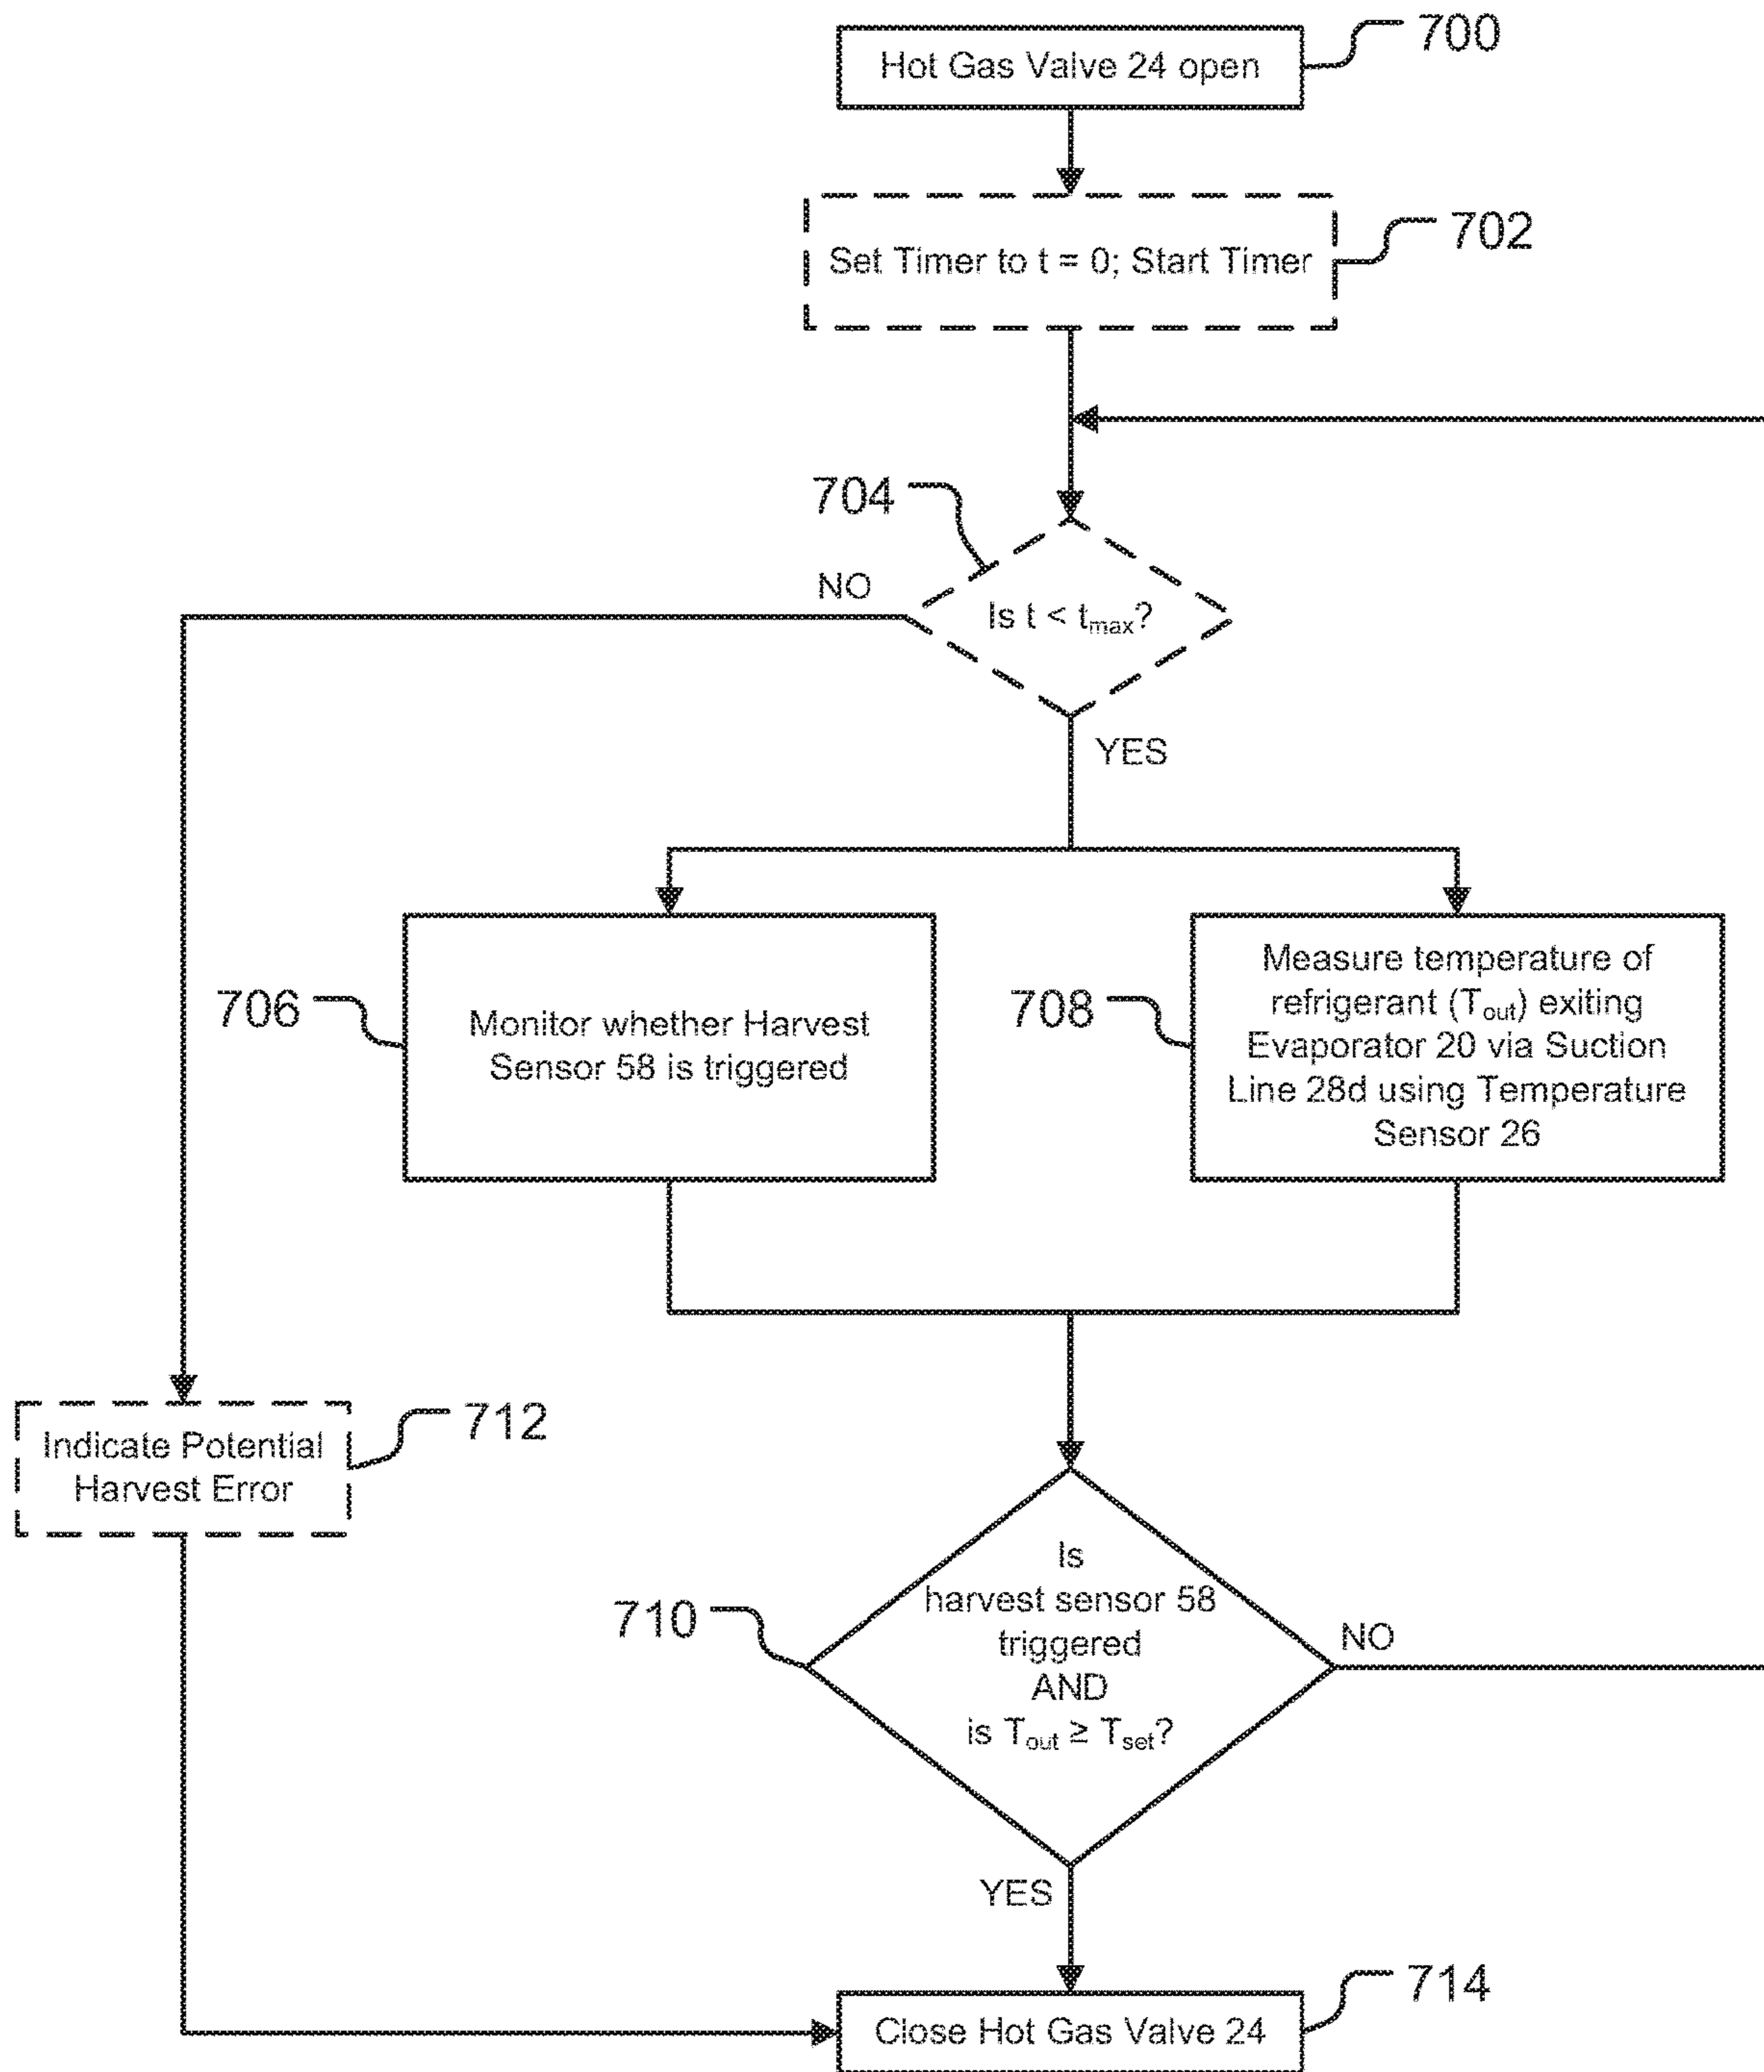 Hot Gas Valve 24 open
700
Set Timer to t = 0; Start Timer
702
704
NO
Is t < tmax?
YES
706
Monitor whether Harvest
Sensor 58 is triggered
708
Measure temperature of
refrigerant (Tout) exiting
Evaporator 20 via Suction
Line 28d using Temperature
Sensor 26
Indicate Potential
Harvest Error
712
710
Is
harvest sensor 58
triggered
AND
is Tout ≥ Tset?
NO
YES
Close Hot Gas Valve 24
714